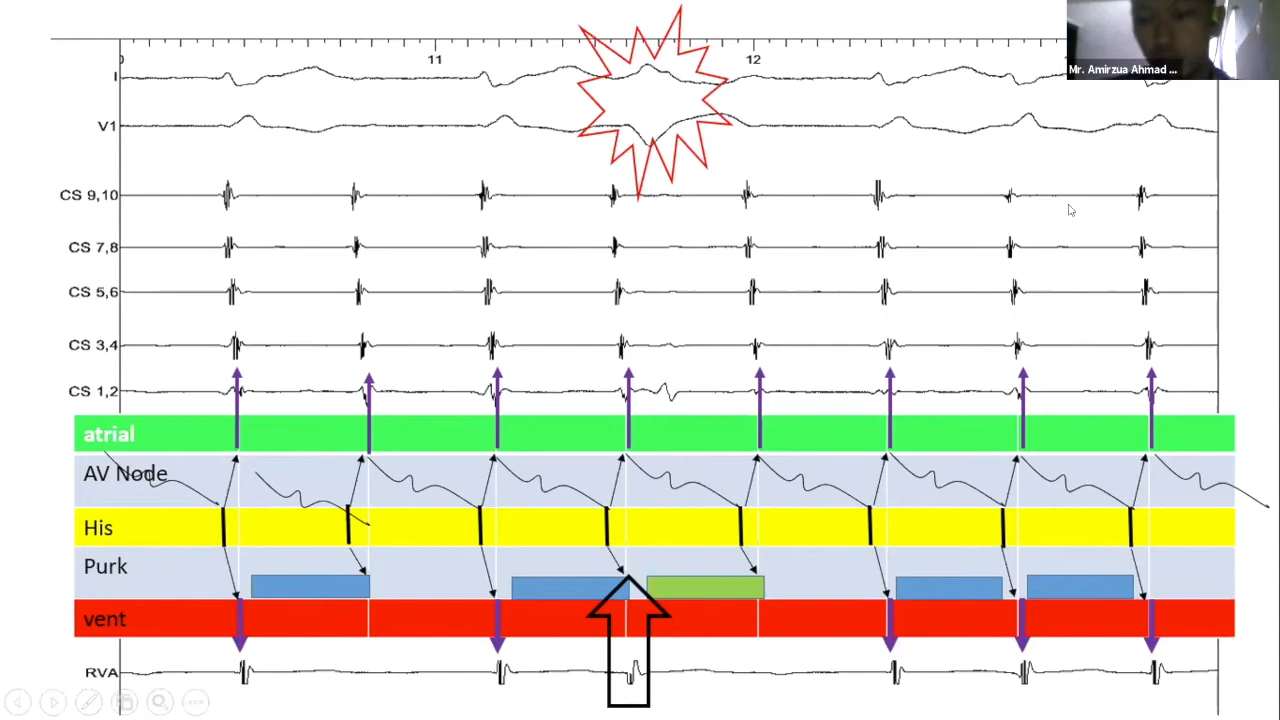 0
11
12
I
Mr. Amirzua Ahmad ...
V1
CS 9,10
CS 7,8
CS 5,6
CS 3,4
CS 1,2
atrial
AV Node
His
Purk
vent
RVA